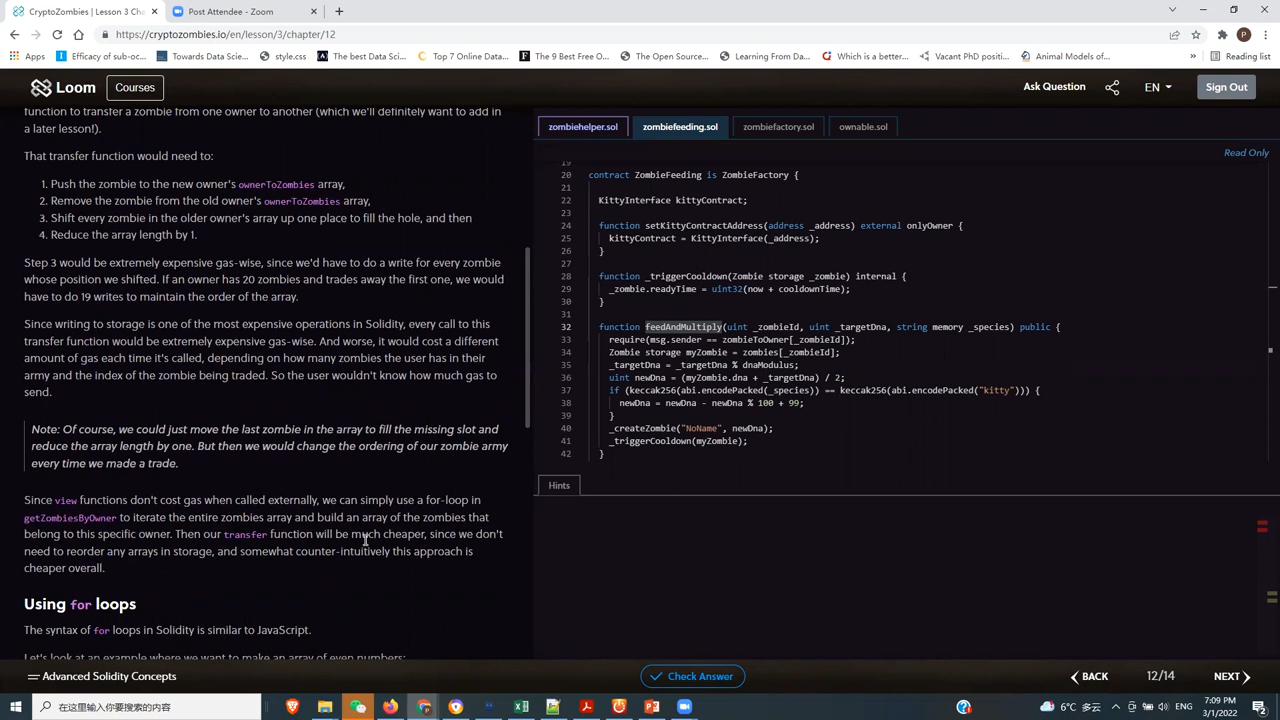 CryptoZombies | Lesson 3 Cha
Post Attendee - Zoom
https://cryptozombies.io/en/lesson/3/chapter/12
Apps
Efficacy of sub-oc...
Towards Data Scie...
style.css
The best Data Sci...
Top 7 Online Data...
The 9 Best Free O...
The Open Source...
Learning From Da...
Which is a better...
Vacant PhD positi...
Animal Models of...
»
Reading list
Loom
Courses
Ask Question
EN
Sign Out
function to transfer a zombie from one owner to another (which we'll definitely want to add in
a later lesson!).
That transfer function would need to:
1. Push the zombie to the new owner's ownerToZombies array,
2. Remove the zombie from the old owner's ownerToZombies array,
3. Shift every zombie in the older owner's array up one place to fill the hole, and then
4. Reduce the array length by 1.
Step 3 would be extremely expensive gas-wise, since we'd have to do a write for every zombie
whose position we shifted. If an owner has 20 zombies and trades away the first one, we would
have to do 19 writes to maintain the order of the array.
Since writing to storage is one of the most expensive operations in Solidity, every call to this
transfer function would be extremely expensive gas-wise. And worse, it would cost a different
amount of gas each time it's called, depending on how many zombies the user has in their
army and the index of the zombie being traded. So the user wouldn't know how much gas to
send.
Note: Of course, we could just move the last zombie in the array to fill the missing slot and
reduce the array length by one. But then we would change the ordering of our zombie army
every time we made a trade.
Since view functions don't cost gas when called externally, we can simply use a for-loop in
getZombiesByOwner to iterate the entire zombies array and build an array of the zombies that
belong to this specific owner. Then our transfer function will be much cheaper, since we don't
need to reorder any arrays in storage, and somewhat counter-intuitively this approach is
cheaper overall.
Using for loops
The syntax of for loops in Solidity is similar to JavaScript.
Let's look at an example where we want to make an array of even numbers:
zombiehelper.sol
zombiefeeding.sol
zombiefactory.sol
ownable.sol
Read Only
19
20 contract ZombieFeeding is ZombieFactory {
21
22 KittyInterface kittyContract;
23
24 function setKittyContractAddress(address _address) external onlyOwner {
25 kittyContract = KittyInterface(_address);
26 }
27
28 function _triggerCooldown(Zombie storage _zombie) internal {
29 _zombie.readyTime = uint32(now + cooldownTime);
30 }
31
32 function feedAndMultiply(uint _zombieId, uint _targetDna, string memory _species) public {
33 require(msg.sender == zombieToOwner[_zombieId]);
34 Zombie storage myZombie = zombies[_zombieId];
35 _targetDna = _targetDna % dnaModulus;
36 uint newDna = (myZombie.dna + _targetDna) / 2;
37 if (keccak256(abi.encodePacked(_species)) == keccak256(abi.encodePacked("kitty"))) {
38 newDna = newDna - newDna % 100 + 99;
39 }
40 _createZombie("NoName", newDna);
41 _triggerCooldown(myZombie);
42 }
Hints
Advanced Solidity Concepts
Check Answer
BACK
12/14
NEXT
在这里输入你要搜索的内容
6°C 多云
英
7:09 PM
3/1/2022